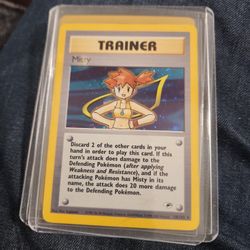 TRAINER
Misty
Discard 2 of the other cards in your
hand in order to play this card. If this
turn's attack does damage to the
Defending Pokémon (after applying
Weakness and Resistance), and if the
attacking Pokémon has Misty in its
name, the attack does 20 more damage
to the Defending Pokémon.